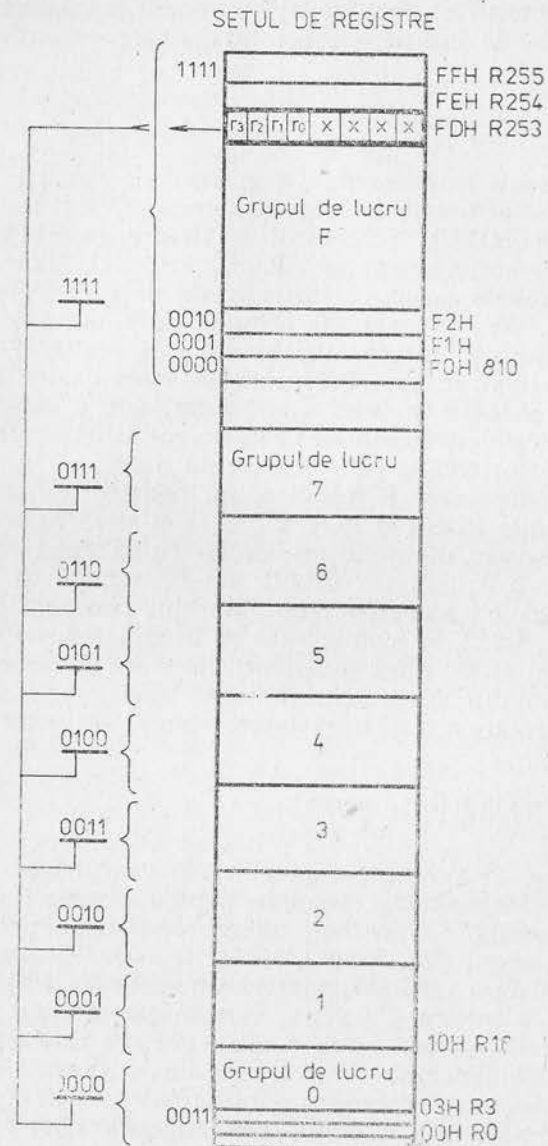 SETUL DE REGISTRE
1111
FFH R255
FEH R254
r3 r2 r1 r0 X X X X
FDH R253
Grupul de lucru
F
1111
0010
F2H
0001
F1H
0000
F0H 810
Grupul de lucru
0111
7
0110
6
0101
5
0100
4
0011
3
0010
2
0001
1
10H R16
0000
Grupul de lucru
0
03H R3
0011
00H R0